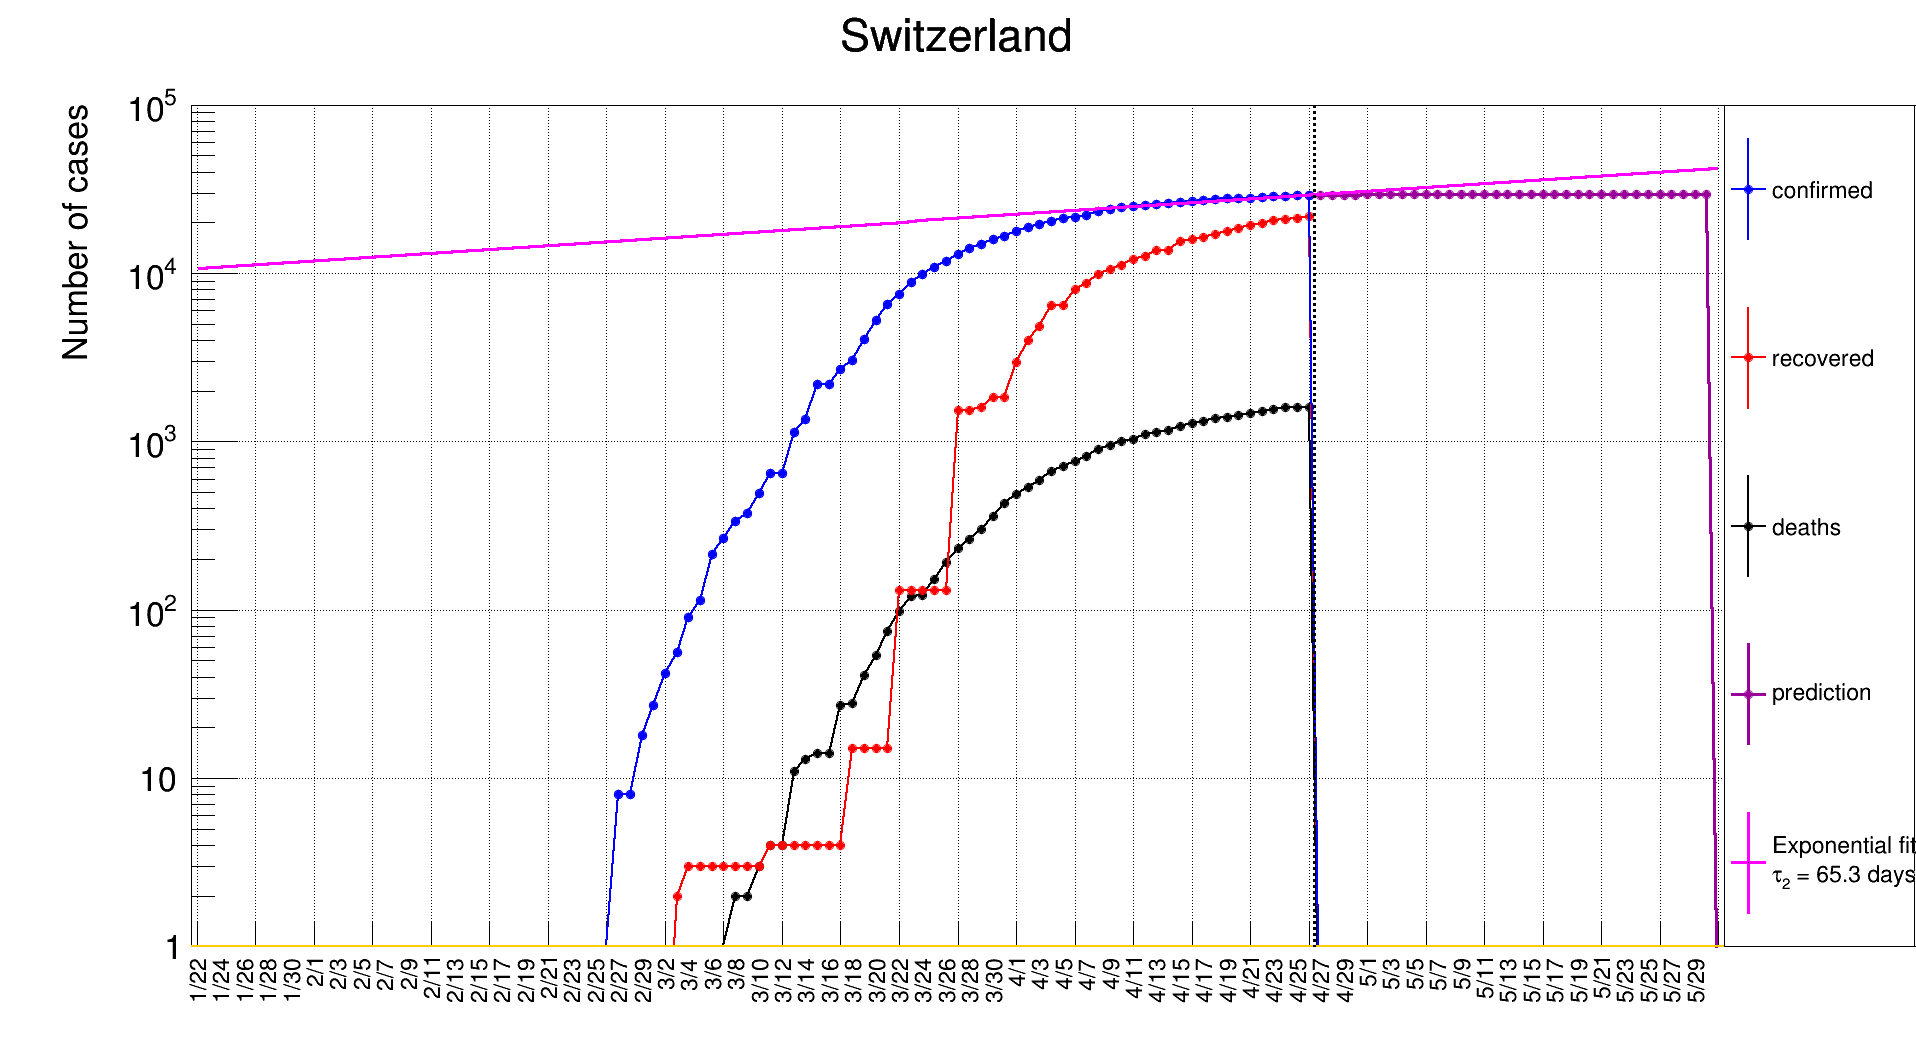 Switzerland
Number of cases
10^5
10^4
10^3
10^2
10
1
1/22 1/24 1/26 1/28 1/30 2/1 2/3 2/5 2/7 2/9 2/11 2/13 2/15 2/17 2/19 2/21 2/23 2/25 2/27 2/29 3/2 3/4 3/6 3/8 3/10 3/12 3/14 3/16 3/18 3/20 3/22 3/24 3/26 3/28 3/30 4/1 4/3 4/5 4/7 4/9 4/11 4/13 4/15 4/17 4/19 4/21 4/23 4/25 4/27 4/29 5/1 5/3 5/5 5/7 5/9 5/11 5/13 5/15 5/17 5/19 5/21 5/23 5/25 5/27 5/29
confirmed
recovered
deaths
prediction
Exponential fit
τ₂ = 65.3 days